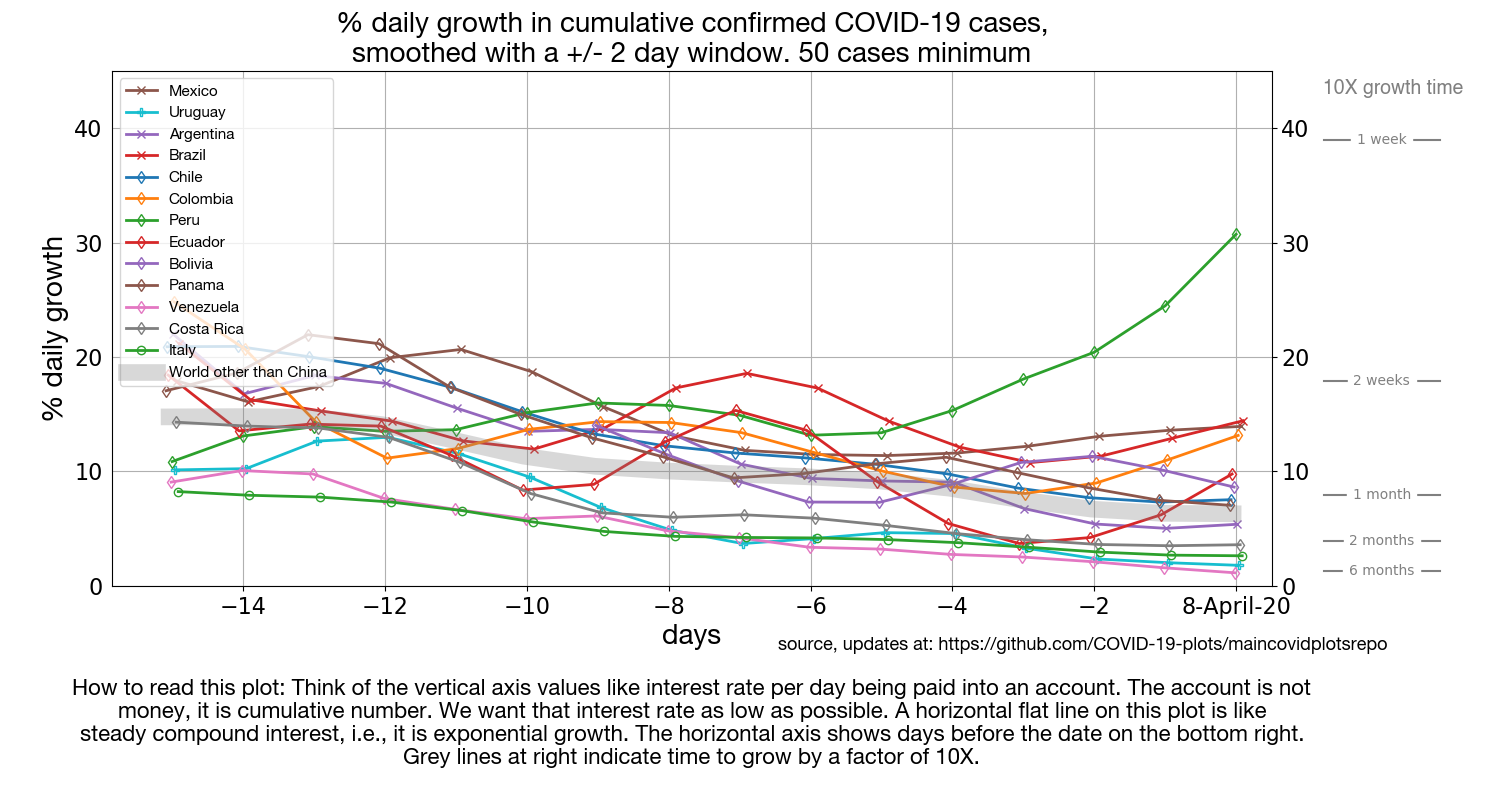 % daily growth in cumulative confirmed COVID-19 cases,
smoothed with a +/- 2 day window. 50 cases minimum
10X growth time
1 week
2 weeks
1 month
2 months
6 months
% daily growth
40
30
20
10
0
Mexico
Uruguay
Argentina
Brazil
Chile
Colombia
Peru
Ecuador
Bolivia
Panama
Venezuela
Costa Rica
Italy
World other than China
40
30
20
10
0
−14 −12 −10 −8 −6 −4 −2 8-April-20
days
source, updates at: https://github.com/COVID-19-plots/maincovidplotsrepo
How to read this plot: Think of the vertical axis values like interest rate per day being paid into an account. The account is not
money, it is cumulative number. We want that interest rate as low as possible. A horizontal flat line on this plot is like
steady compound interest, i.e., it is exponential growth. The horizontal axis shows days before the date on the bottom right.
Grey lines at right indicate time to grow by a factor of 10X.